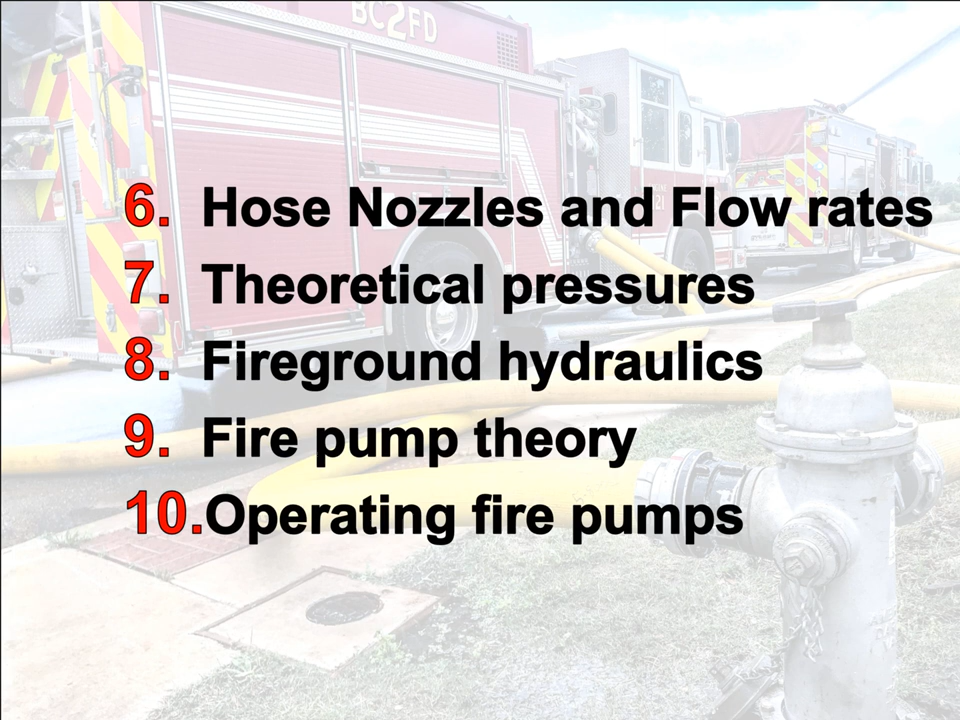 BC2FD
6. Hose Nozzles and Flow rates
7. Theoretical pressures
8. Fireground hydraulics
9. Fire pump theory
10.Operating fire pumps
21